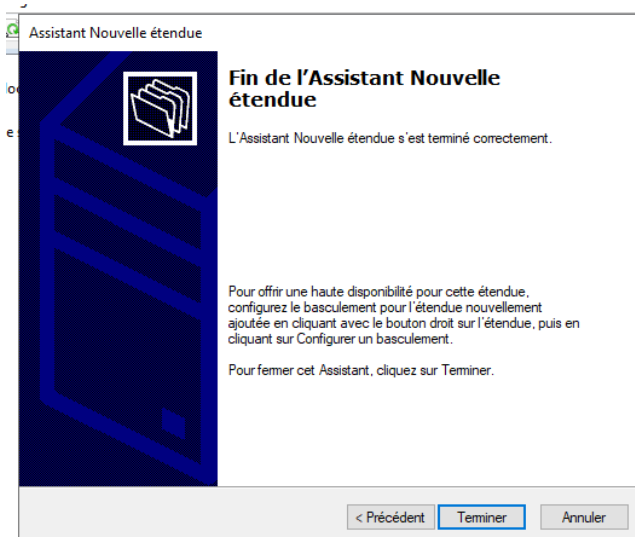 Assistant Nouvelle étendue
Fin de l'Assistant Nouvelle
étendue
L'Assistant Nouvelle étendue s'est terminé correctement.
Pour offrir une haute disponibilité pour cette étendue,
configurez le basculement pour l'étendue nouvellement
ajoutée en cliquant avec le bouton droit sur l'étendue, puis en
cliquant sur Configurer un basculement.
Pour fermer cet Assistant, cliquez sur Terminer.
< Précédent Terminer Annuler